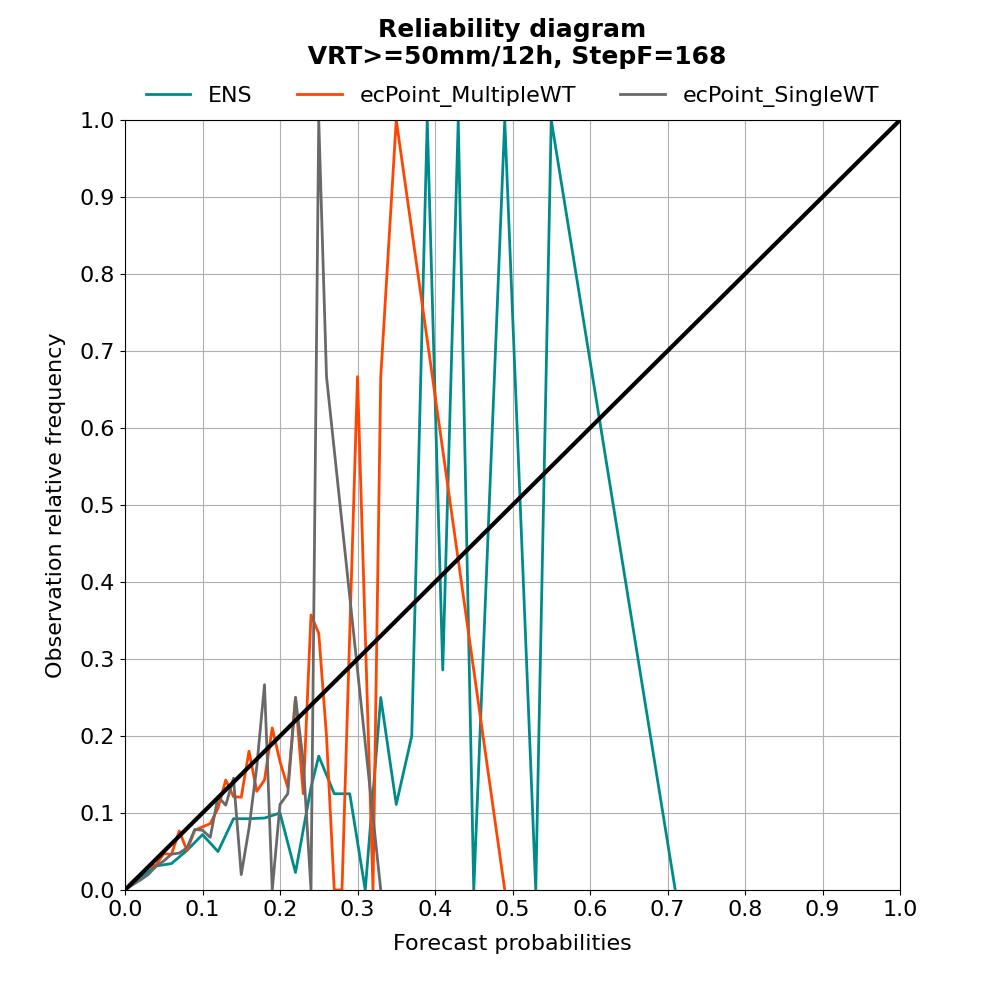 Reliability diagram
VRT>=50mm/12h, StepF=168
ENS ecPoint_MultipleWT ecPoint_SingleWT
1.0
0.9
0.8
0.7
0.6
0.5
0.4
0.3
0.2
0.1
0.0
Observation relative frequency
0.0 0.1 0.2 0.3 0.4 0.5 0.6 0.7 0.8 0.9 1.0
Forecast probabilities